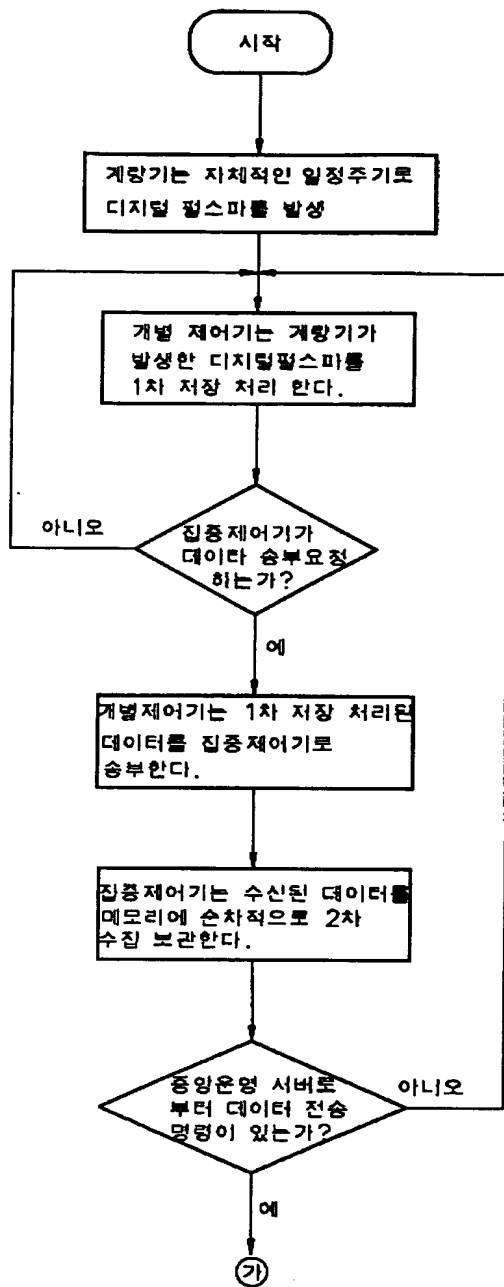 시작
계량기는 자체적인 일정주기로
디지털 펄스파를 발생
개별 제어기는 계량기가
발생한 디지털펄스파를
1차 저장 처리 한다.
아니오
집중제어기가
데이타 송부요청
하는가?
예
개별제어기는 1차 저장 처리된
데이터를 집중제어기로
송부한다.
집중제어기는 수신된 데이터를
메모리에 순차적으로 2차
수집 보관한다.
중앙운영 서버로
부터 데이터 전송
명령이 있는가?
아니오
예
가